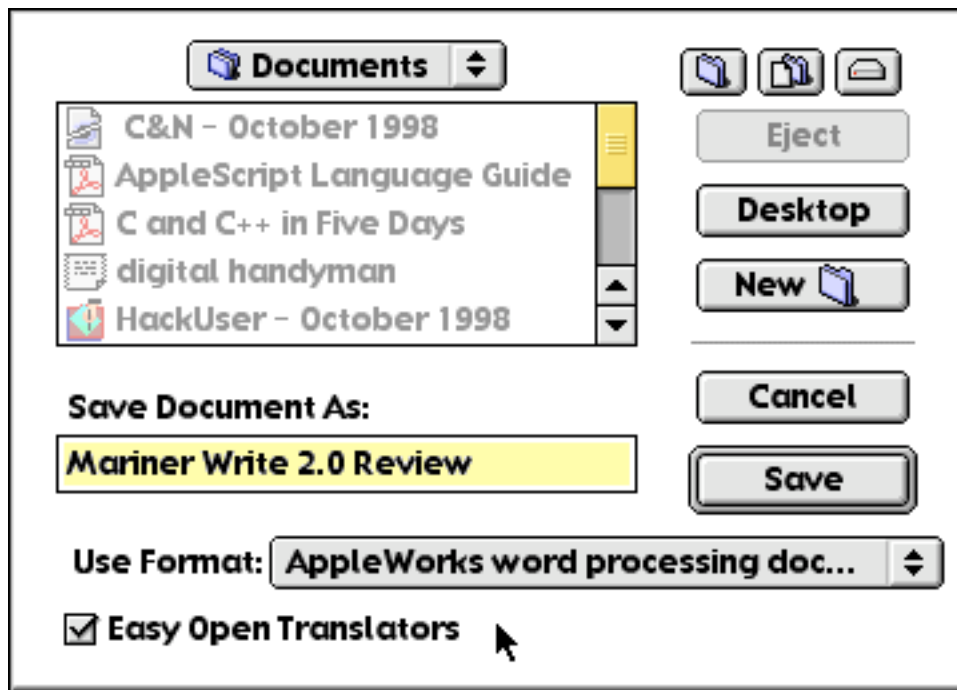 Documents
C&N – October 1998
AppleScript Language Guide
C and C++ in Five Days
digital handyman
HackUser – October 1998
Eject
Desktop
New
Save Document As:
Mariner Write 2.0 Review
Cancel
Save
Use Format: AppleWorks word processing doc...
Easy Open Translators